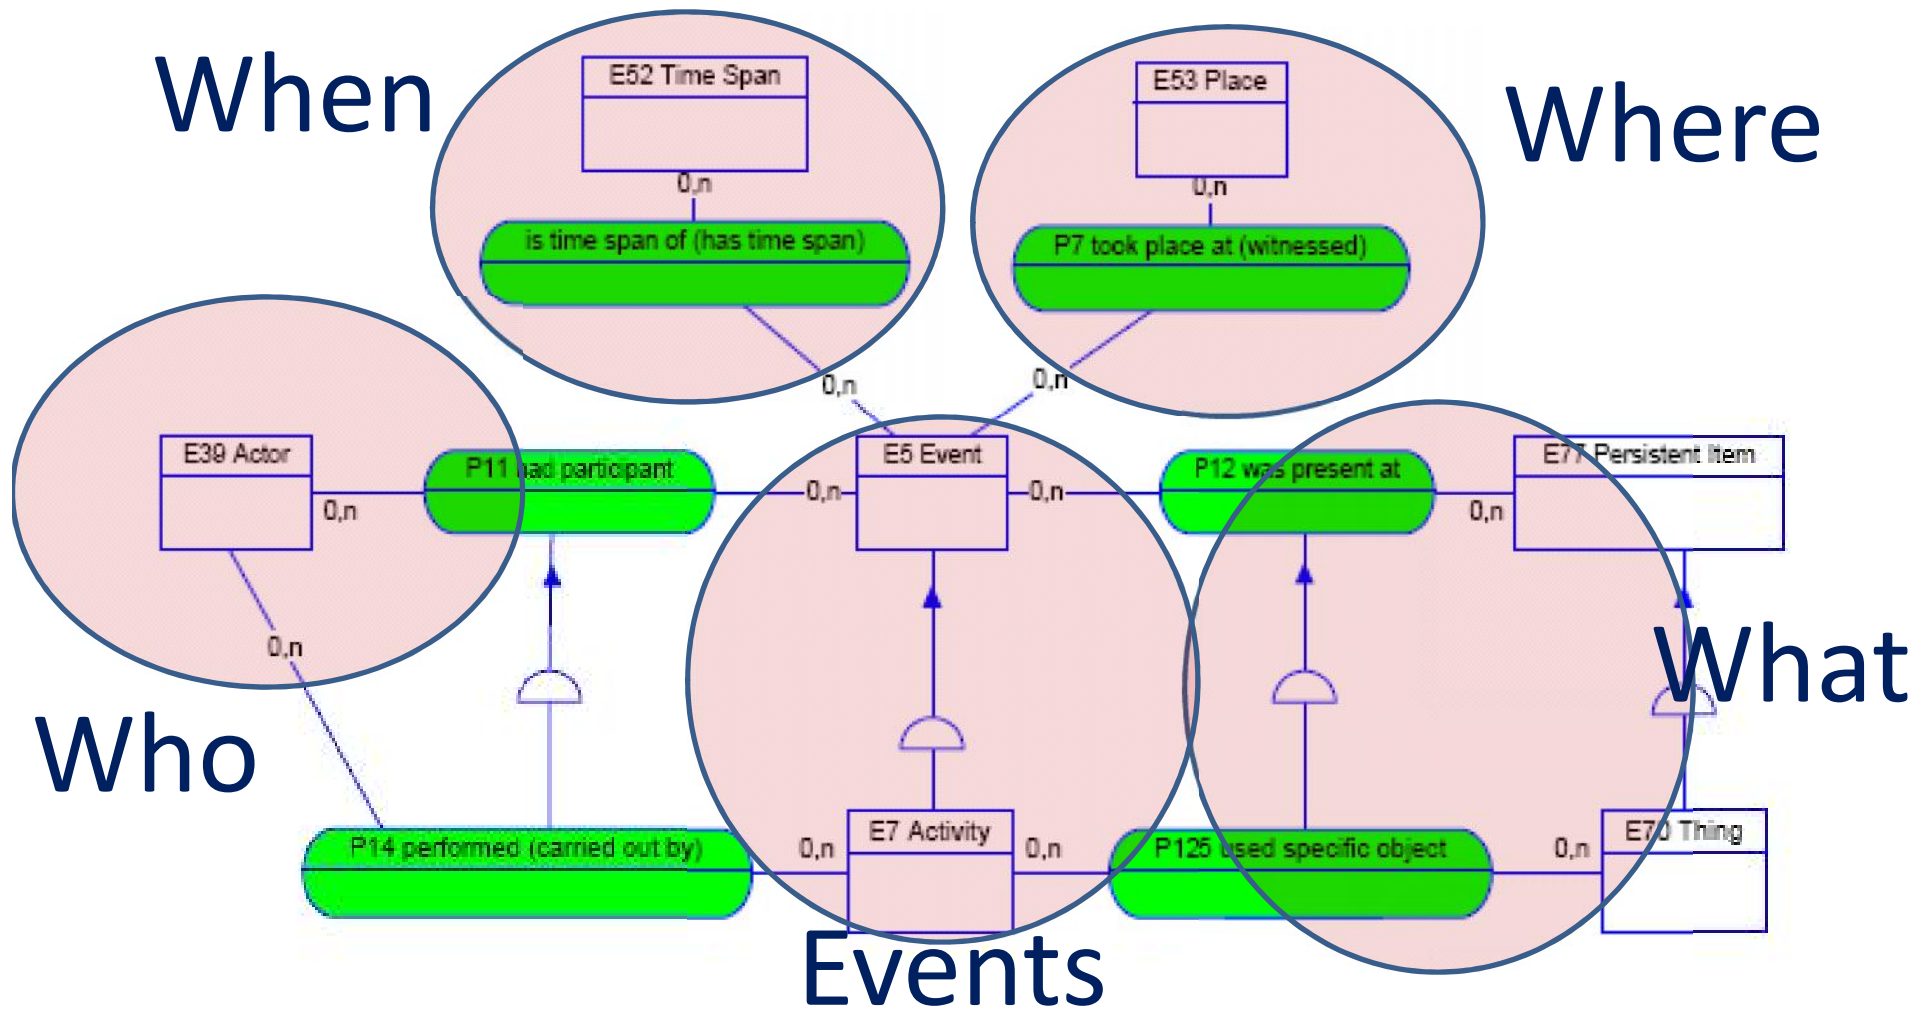 When
E52 Time Span
E53 Place
Where
0,n
0,n
is time span of (has time span)
P7 took place at (witnessed)
0,n
0,n
E39 Actor
P11 had participant
E5 Event
P12 was present at
E77 Persistent Item
0,n
0,n
0,n
0,n
0,n
What
Who
P14 performed (carried out by)
0,n
E7 Activity
0,n
P125 used specific object
0,n
E70 Thing
Events